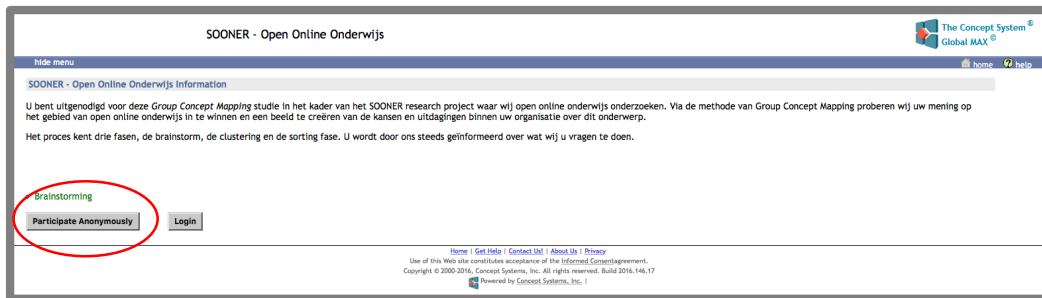 SOONER - Open Online Onderwijs
The Concept System®
Global MAX©
hide menu
home help
SOONER - Open Online Onderwijs Information
U bent uitgenodigd voor deze Group Concept Mapping studie in het kader van het SOONER research project waar wij open online onderwijs onderzoeken. Via de methode van Group Concept Mapping proberen wij uw mening op
het gebied van open online onderwijs in te winnen en een beeld te creëren van de kansen en uitdagingen binnen uw organisatie over dit onderwerp.
Het proces kent drie fasen, de brainstorm, de clustering en de sorting fase. U wordt door ons steeds geïnformeerd over wat wij u vragen te doen.
Brainstorming
Participate Anonymously Login
Home | Get Help | Contact Us! | About Us | Privacy
Use of this Web site constitutes acceptance of the Informed Consentagreement.
Copyright © 2000-2016, Concept Systems, Inc. All rights reserved. Build 2016.146.17
Powered by Concept Systems, Inc. |